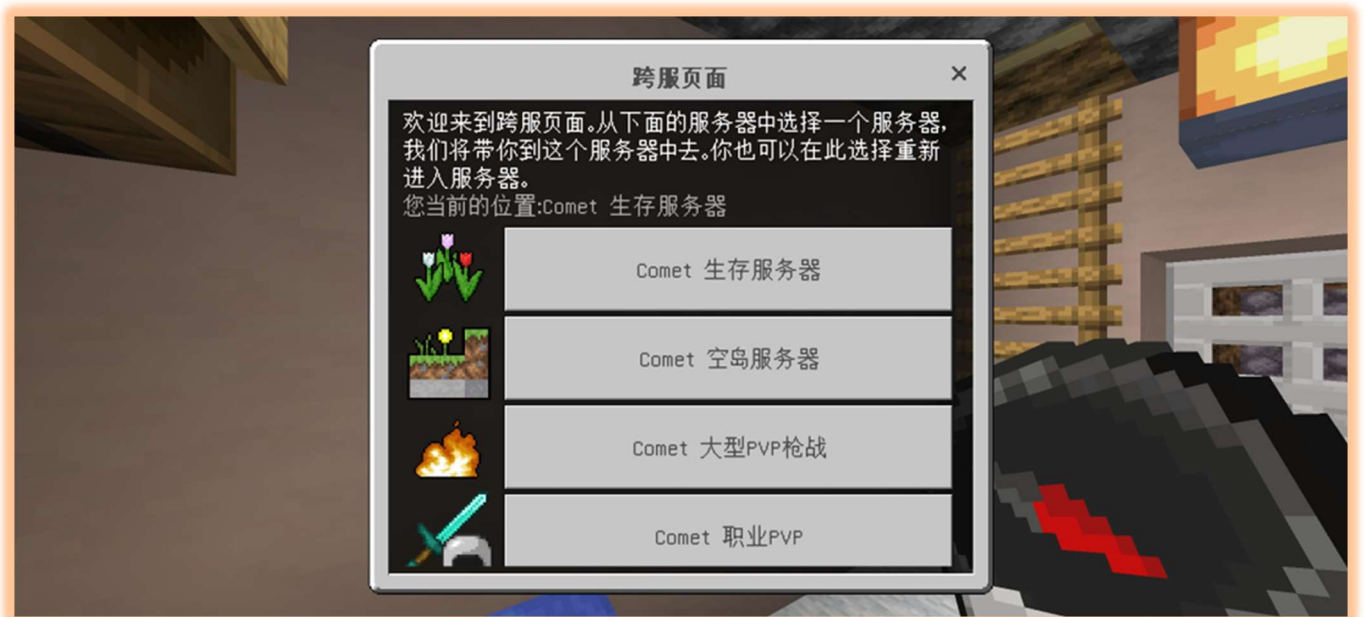 跨服页面
欢迎来到跨服页面。从下面的服务器中选择一个服务器,
我们将带你到这个服务器中去。你也可以在此选择重新
进入服务器。
您当前的位置:Comet 生存服务器
Comet 生存服务器
Comet 空岛服务器
Comet 大型PVP枪战
Comet 职业PVP